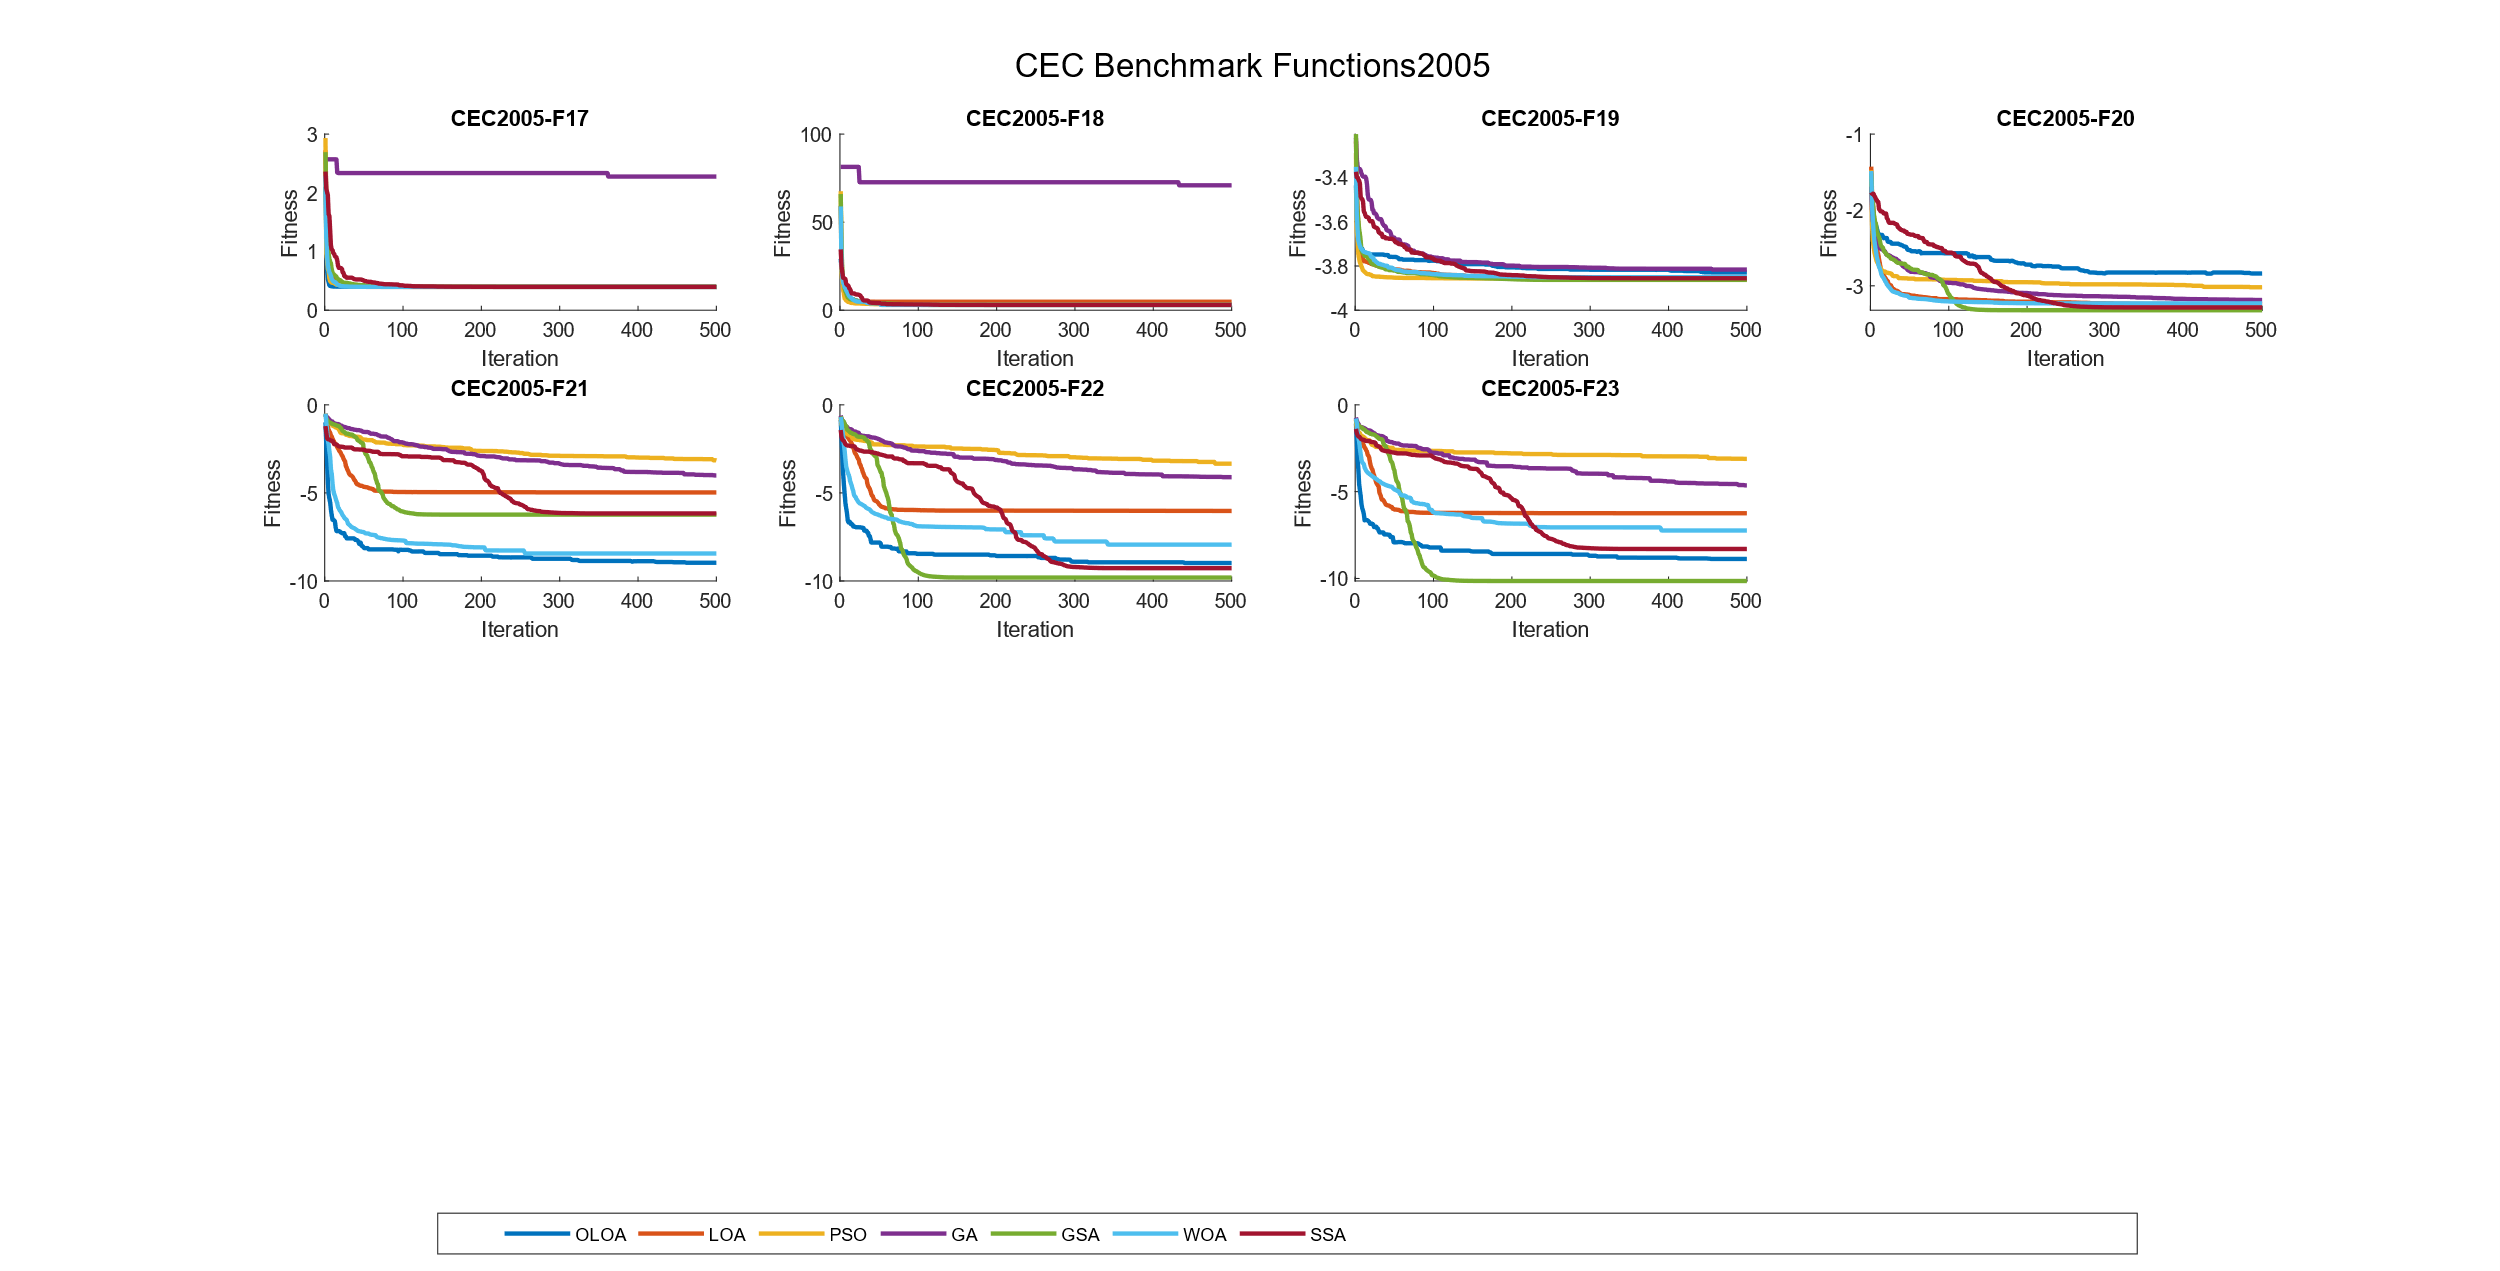 CEC Benchmark Functions2005
CEC2005-F17
3
2
1
0
Fitness
0 100 200 300 400 500
Iteration
CEC2005-F18
100
50
0
Fitness
0 100 200 300 400 500
Iteration
CEC2005-F19
-3.4
-3.6
-3.8
-4
Fitness
0 100 200 300 400 500
Iteration
CEC2005-F20
-1
-2
-3
Fitness
0 100 200 300 400 500
Iteration
CEC2005-F21
0
-5
-10
Fitness
0 100 200 300 400 500
Iteration
CEC2005-F22
0
-5
-10
Fitness
0 100 200 300 400 500
Iteration
CEC2005-F23
0
-5
-10
Fitness
0 100 200 300 400 500
Iteration
OLOA LOA PSO GA GSA WOA SSA